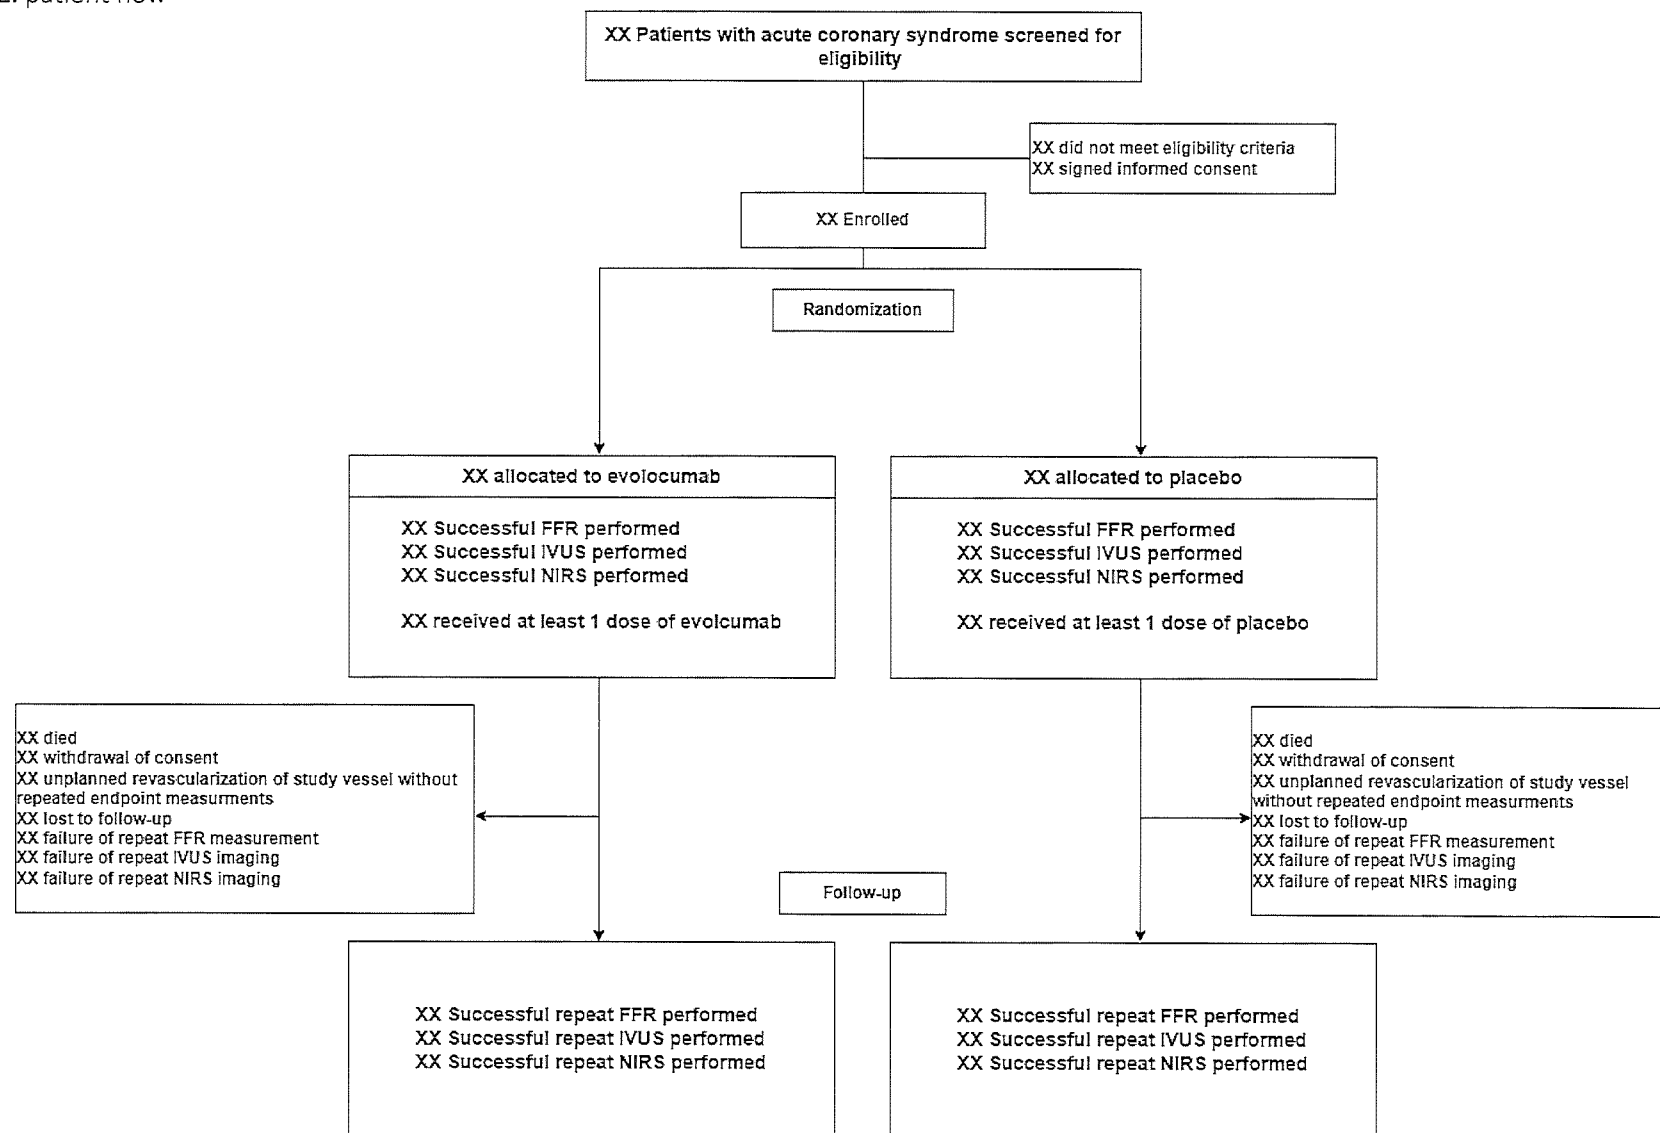 patient flow
XX Patients with acute coronary syndrome screened for
eligibility
XX did not meet eligibility criteria
XX signed informed consent
XX Enrolled
Randomization
XX allocated to evolocumab
XX Successful FFR performed
XX Successful IVUS performed
XX Successful NIRS performed
XX received at least 1 dose of evolcumab
XX allocated to placebo
XX Successful FFR performed
XX Successful IVUS performed
XX Successful NIRS performed
XX received at least 1 dose of placebo
XX died
XX withdrawal of consent
XX unplanned revascularization of study vessel without
repeated endpoint measurments
XX lost to follow-up
XX failure of repeat FFR measurement
XX failure of repeat IVUS imaging
XX failure of repeat NIRS imaging
XX died
XX withdrawal of consent
XX unplanned revascularization of study vessel
without repeated endpoint measurments
XX lost to follow-up
XX failure of repeat FFR measurement
XX failure of repeat IVUS imaging
XX failure of repeat NIRS imaging
Follow-up
XX Successful repeat FFR performed
XX Successful repeat IVUS performed
XX Successful repeat NIRS performed
XX Successful repeat FFR performed
XX Successful repeat IVUS performed
XX Successful repeat NIRS performed